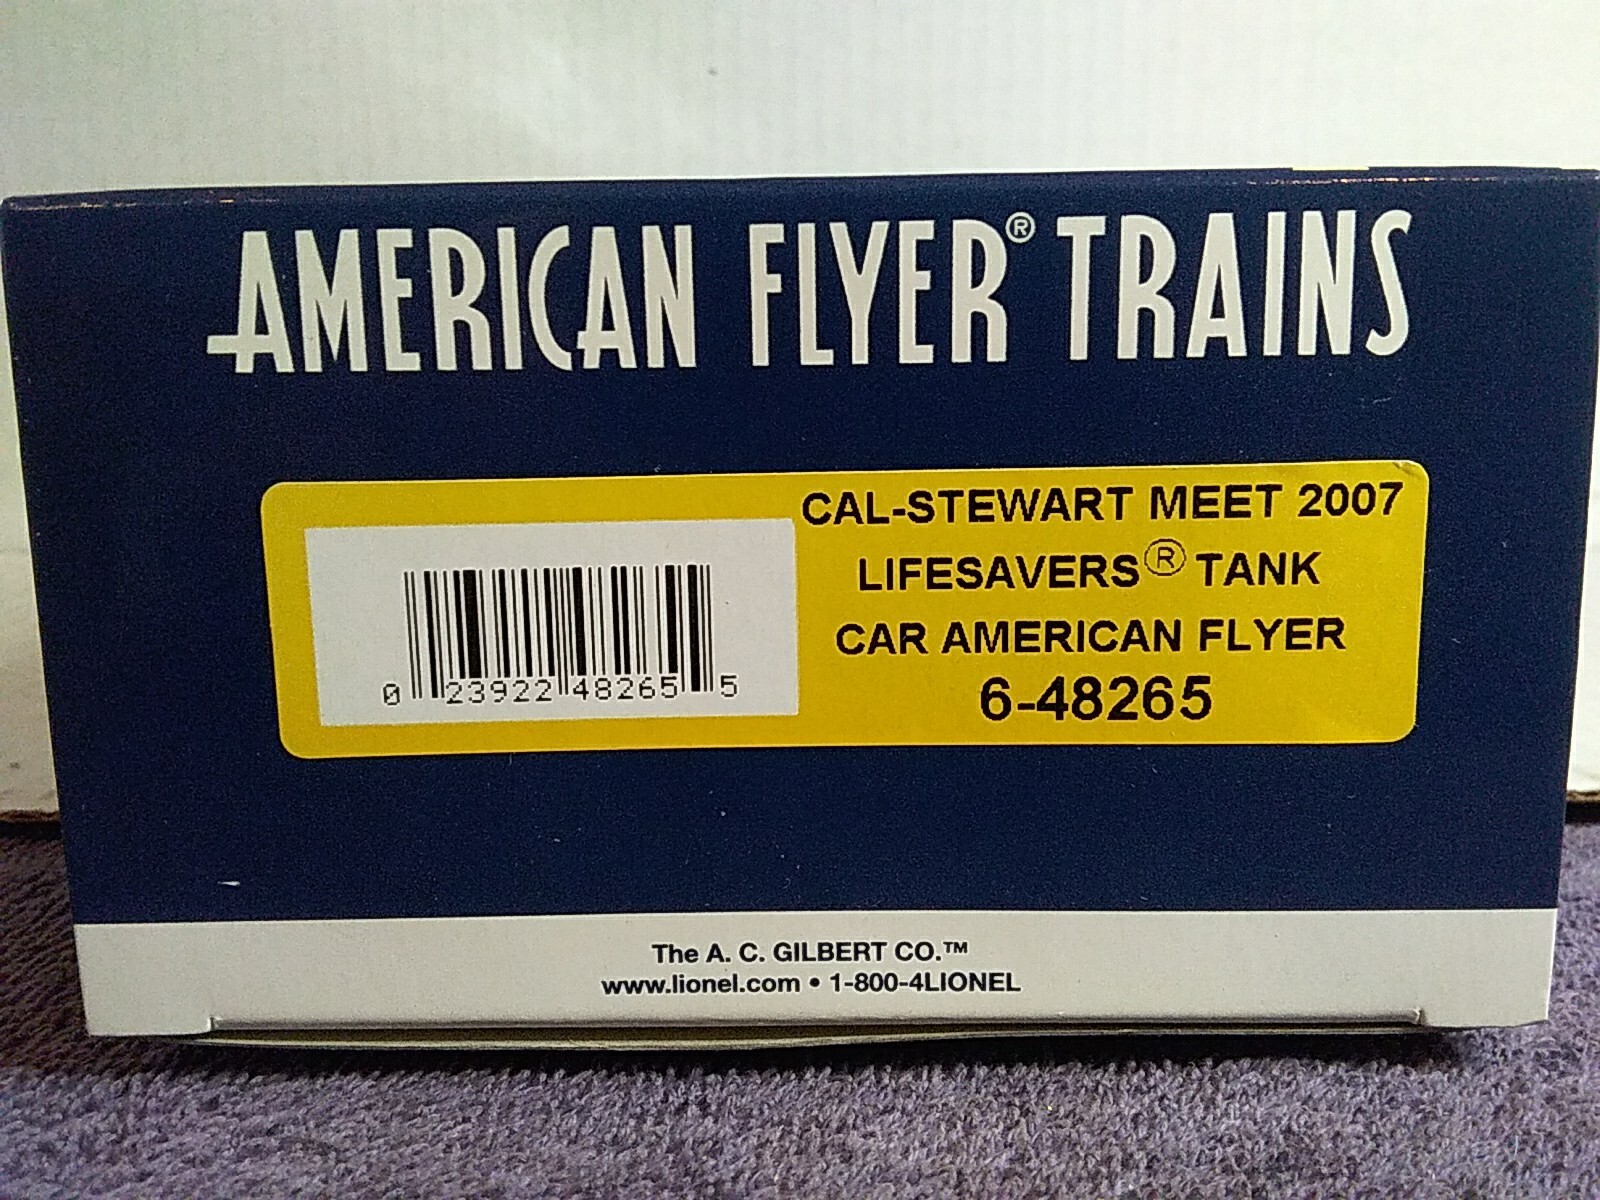 AMERICAN FLYER® TRAINS
CAL-STEWART MEET 2007
LIFESAVERS® TANK
CAR AMERICAN FLYER
6-48265
0 23922 48265 5
The A. C. GILBERT CO.™
www.lionel.com • 1-800-4LIONEL